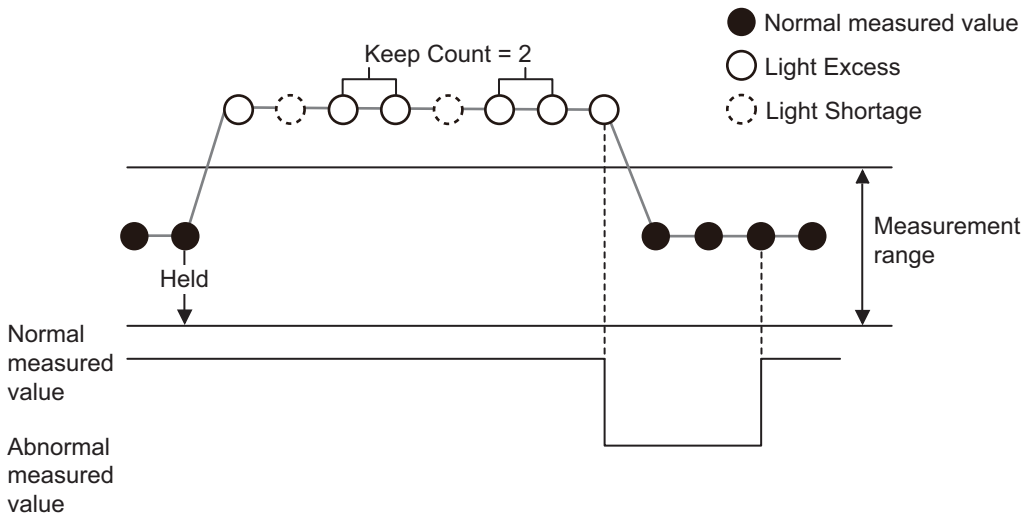 Normal measured value
Keep Count = 2
Light Excess
Light Shortage
Measurement
range
Held
Normal
measured
value
Abnormal
measured
value